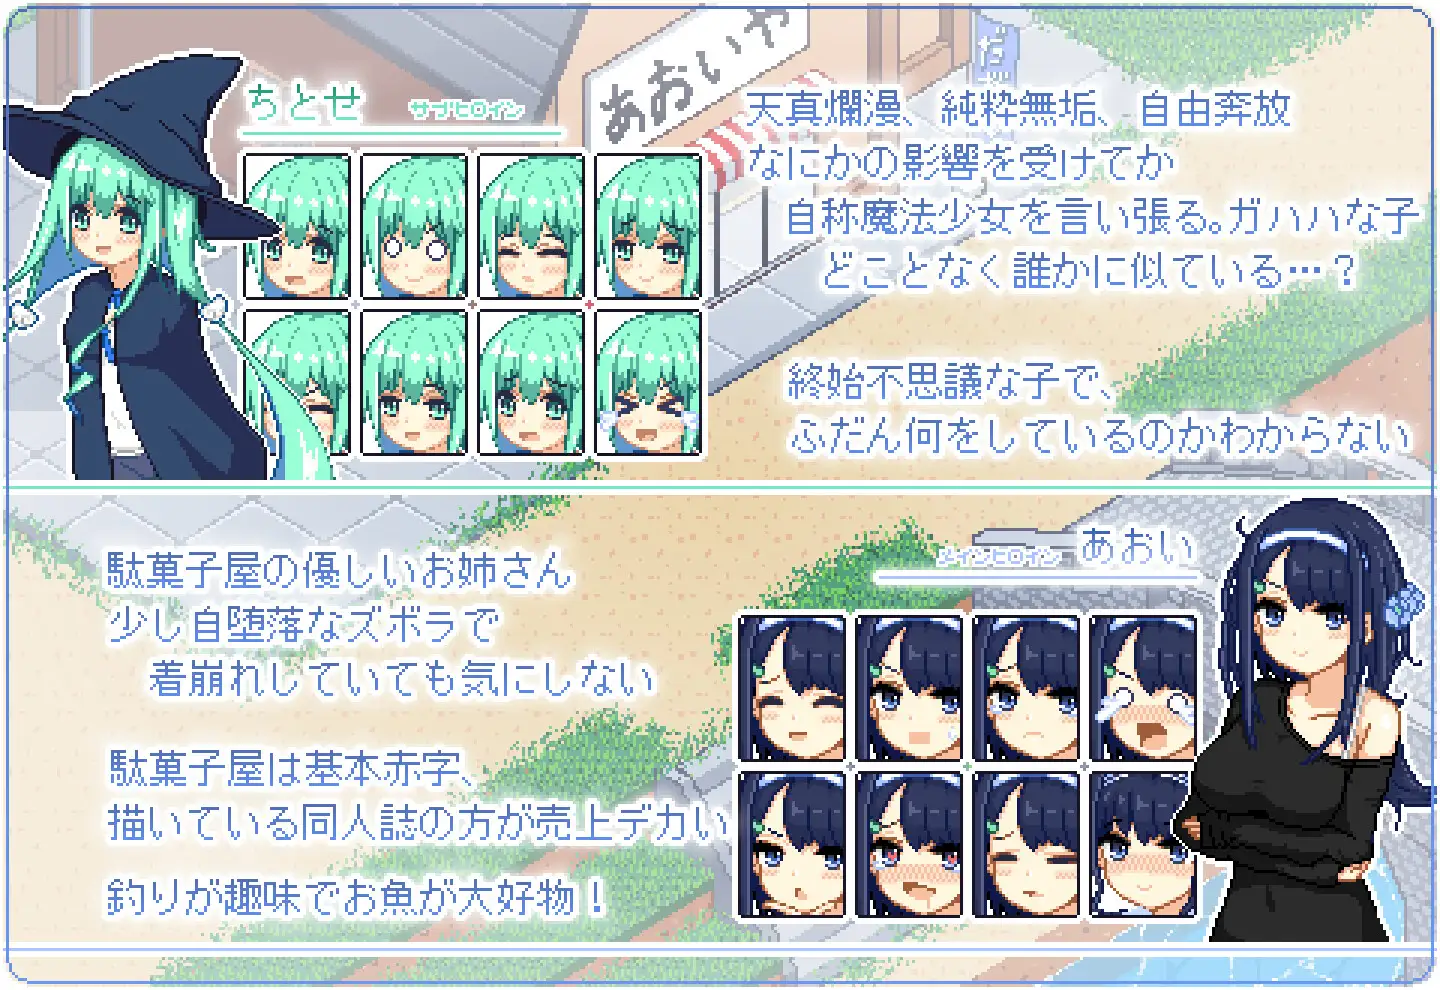 あおいや
だ
ちとせ
サブヒロイン
天真爛漫、純粋無垢、自由奔放
なにかの影響を受けてか
自称魔法少女を言い張る。ガハハな子
どことなく誰かに似ている…？
終始不思議な子で、
ふだん何をしているのかわからない
メインヒロイン
あおい
駄菓子屋の優しいお姉さん
少し自堕落なズボラで
着崩れしていても気にしない
駄菓子屋は基本赤字、
描いている同人誌の方が売上デカい
釣りが趣味でお魚が大好物！